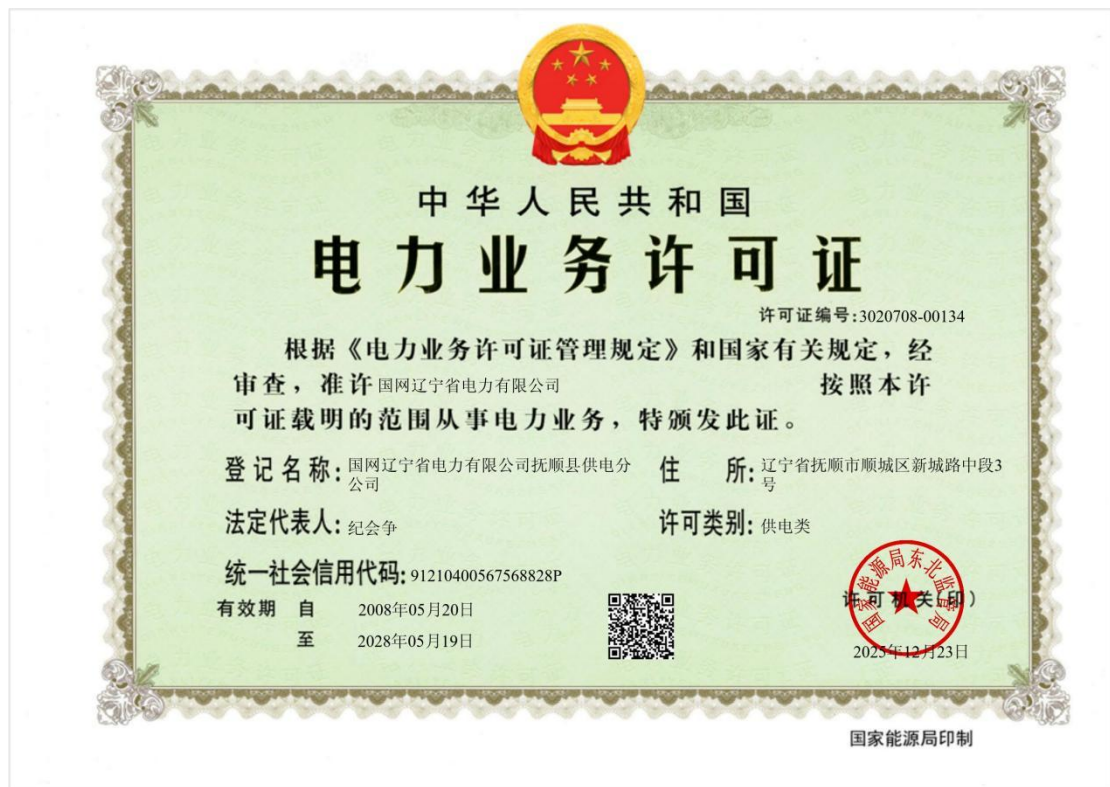 中华人民共和国
电力业务许可证
许可证编号:3020708-00134
根据《电力业务许可证管理规定》和国家有关规定，经
审查，准许 国网辽宁省电力有限公司 按照本许
可证载明的范围从事电力业务，特颁发此证。
登记名称: 国网辽宁省电力有限公司抚顺县供电分
公司
住 所: 辽宁省抚顺市顺城区新城路中段3
号
法定代表人: 纪会争
许可类别: 供电类
统一社会信用代码: 91210400567568828P
有效期 自 2008年05月20日
至 2028年05月19日
国家能源局东北监管局
许可机关(印)
2025年12月23日
国家能源局印制